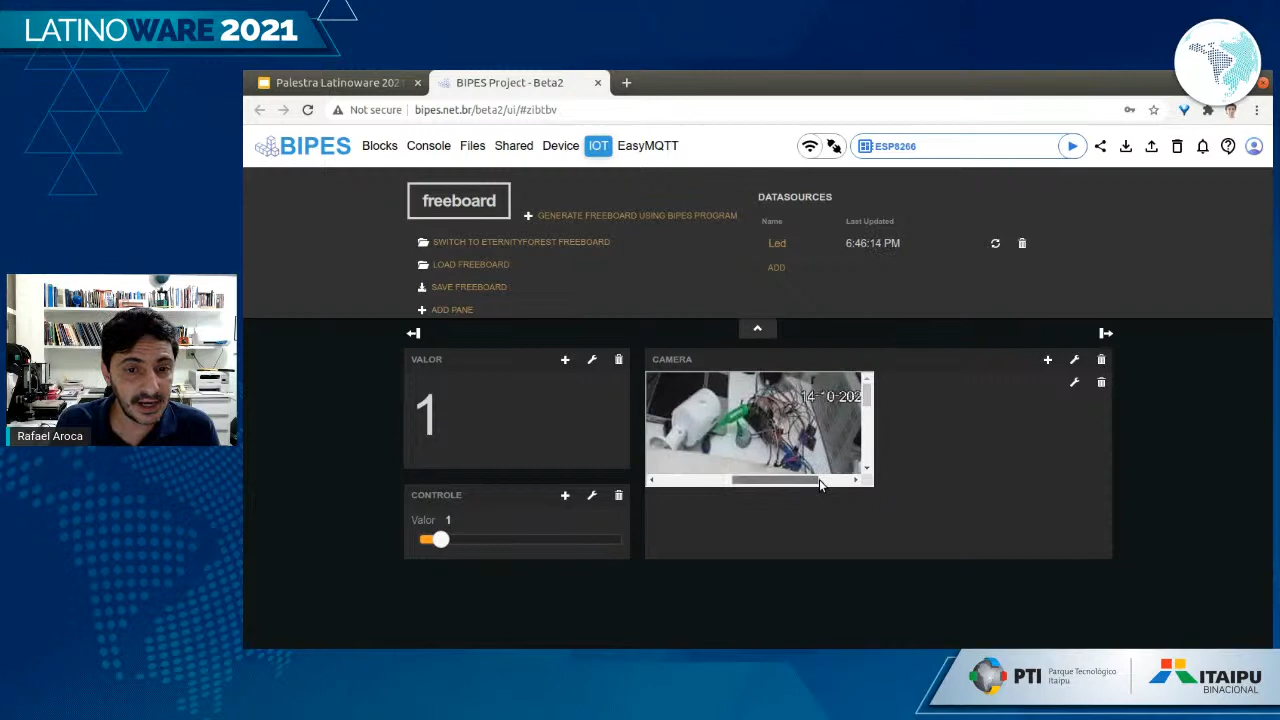 LATINOWARE 2021
Palestra Latinoware 202
BIPES Project - Beta2
Not secure
bipes.net.br/beta2/ui/#zibtbv
BIPES
Blocks
Console
Files
Shared
Device
IOT
EasyMQTT
ESP8266
freeboard
GENERATE FREEBOARD USING BIPES PROGRAM
SWITCH TO ETERNITYFOREST FREEBOARD
LOAD FREEBOARD
SAVE FREEBOARD
ADD PANE
DATASOURCES
Name
Last Updated
Led
6:46:14 PM
ADD
VALOR
1
CONTROLE
Valor 1
CAMERA
14-10-202
Rafael Aroca
PTI Parque Tecnológico
Itaipu
ITAIPU
BINACIONAL